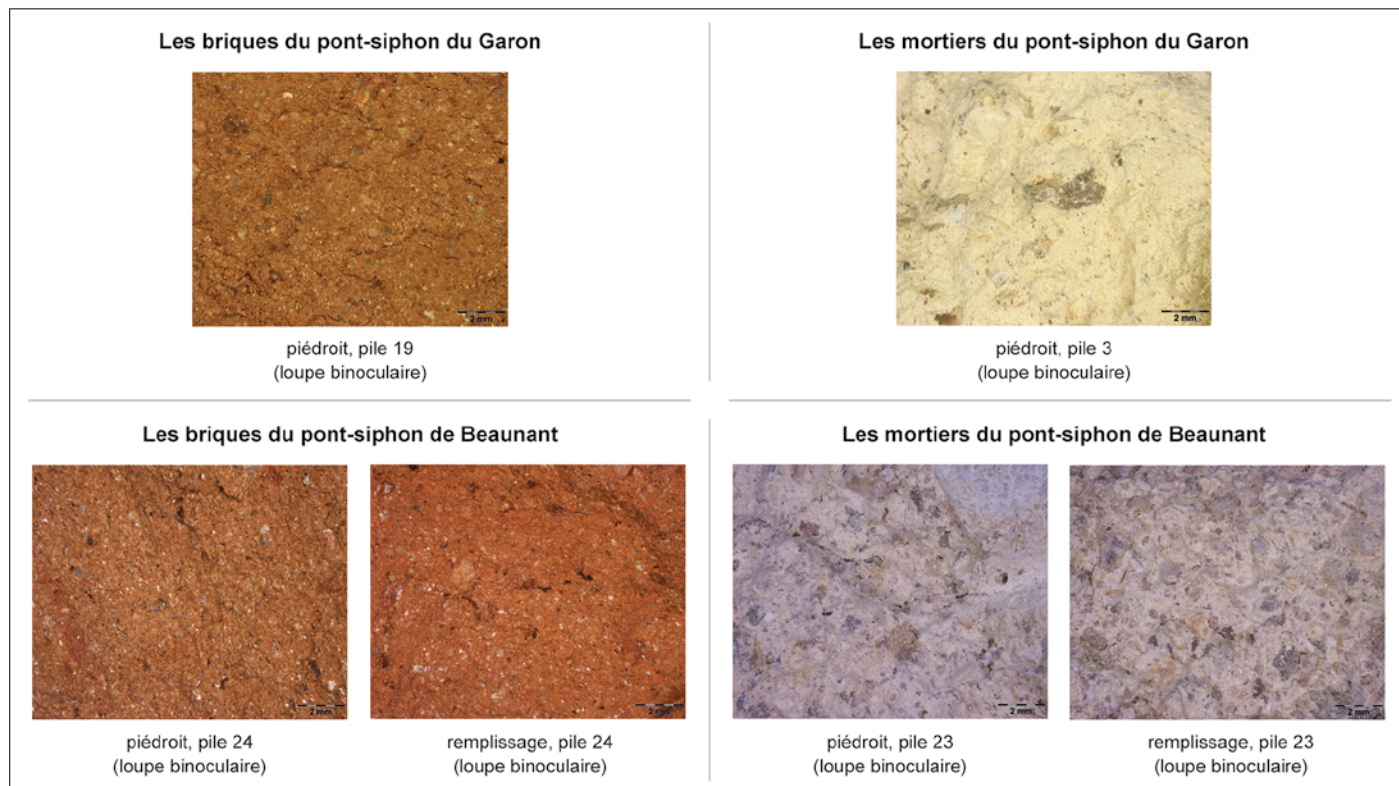 Les briques du pont-siphon du Garon
2 mm
piédroit, pile 19
(loupe binoculaire)
Les mortiers du pont-siphon du Garon
2 mm
piédroit, pile 3
(loupe binoculaire)
Les briques du pont-siphon de Beaunant
2 mm
piédroit, pile 24
(loupe binoculaire)
2 mm
remplissage, pile 24
(loupe binoculaire)
Les mortiers du pont-siphon de Beaunant
2 mm
piédroit, pile 23
(loupe binoculaire)
2 mm
remplissage, pile 23
(loupe binoculaire)